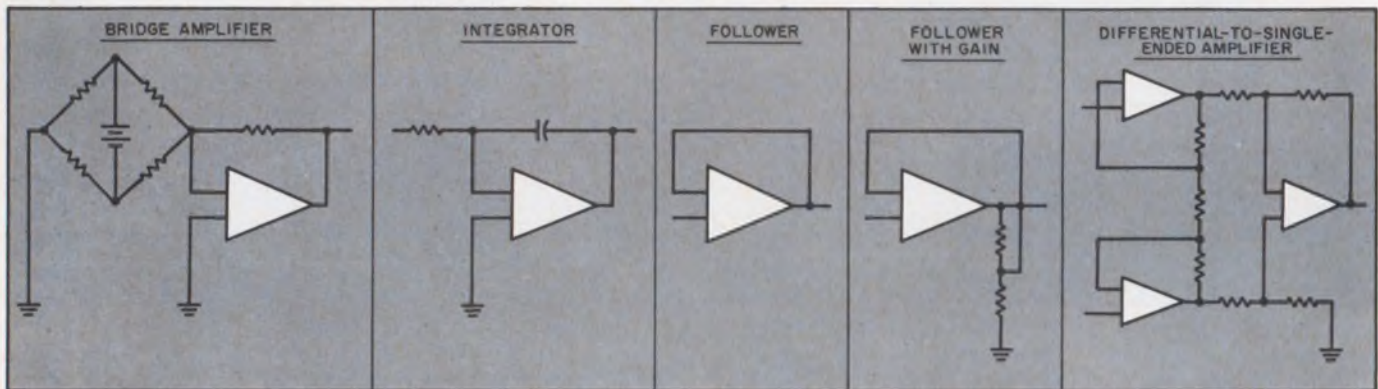 BRIDGE AMPLIFIER
INTEGRATOR
FOLLOWER
FOLLOWER
WITH GAIN
DIFFERENTIAL-TO-SINGLE-
ENDED AMPLIFIER